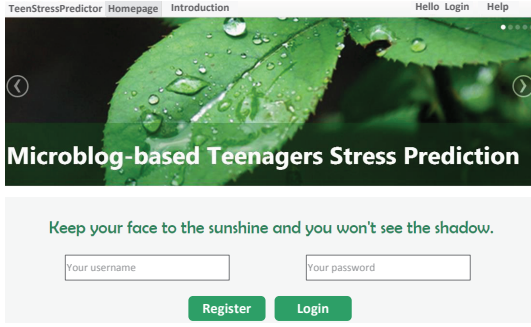 TeenStressPredictor Homepage Introduction Hello Login Help
Microblog-based Teenagers Stress Prediction
Keep your face to the sunshine and you won't see the shadow.
Your username Your password
Register Login